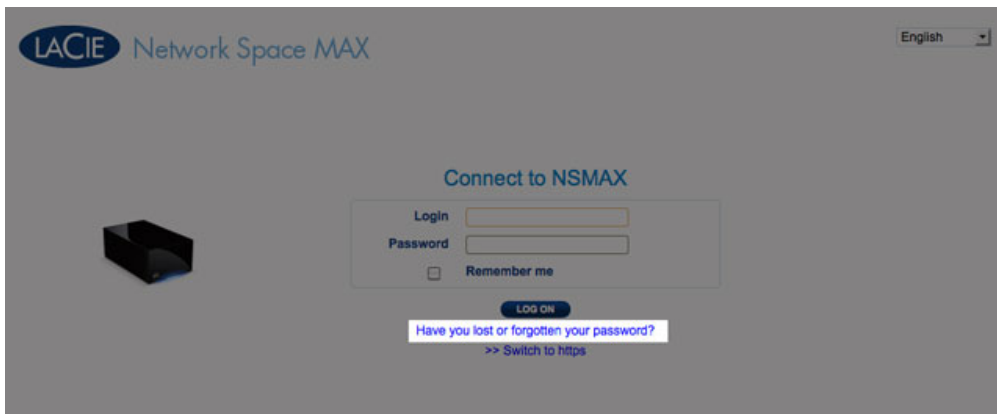 LACIE Network Space MAX
English
Connect to NSMAX
Login
Password
Remember me
LOG ON
Have you lost or forgotten your password?
>> Switch to https